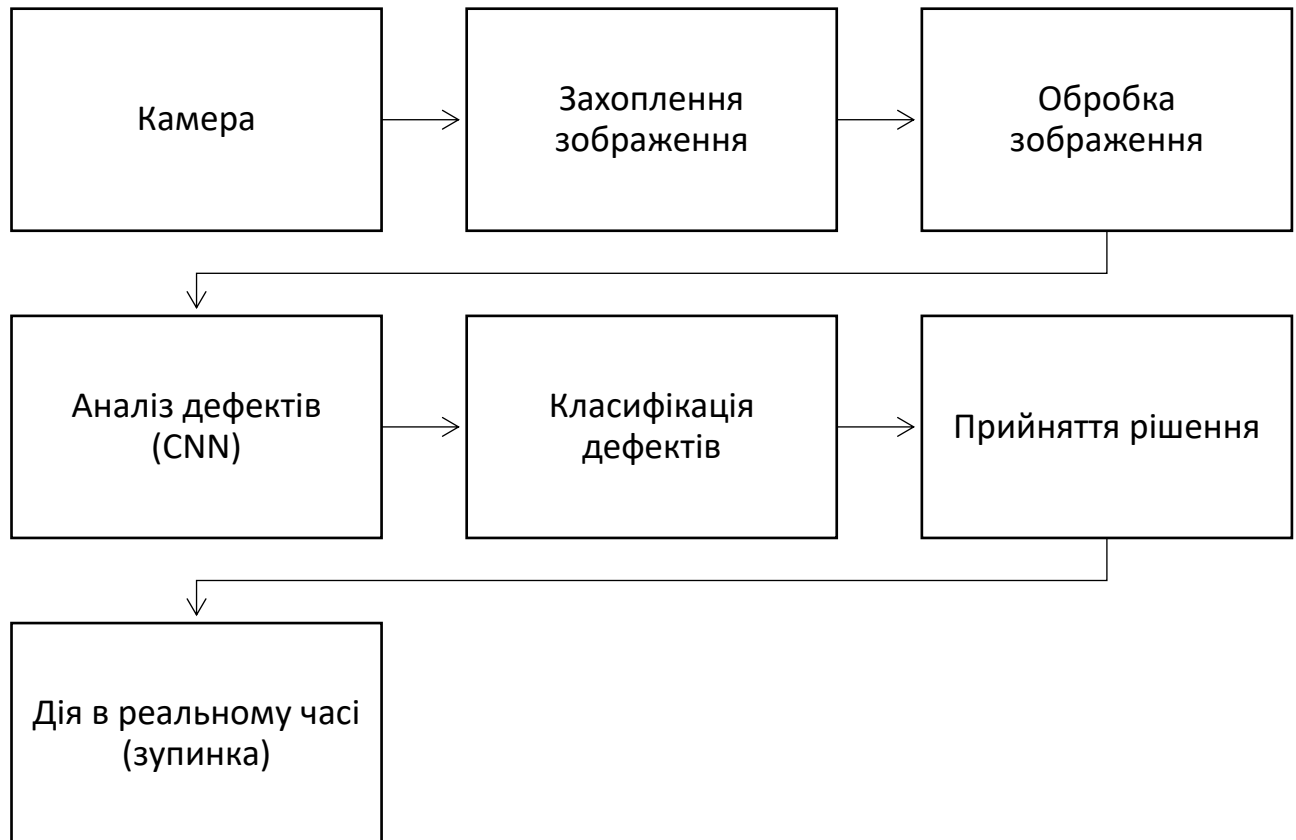 Камера
Захоплення
зображення
Обробка
зображення
Аналіз дефектів
(CNN)
Класифікація
дефектів
Прийняття рішення
Дія в реальному часі
(зупинка)